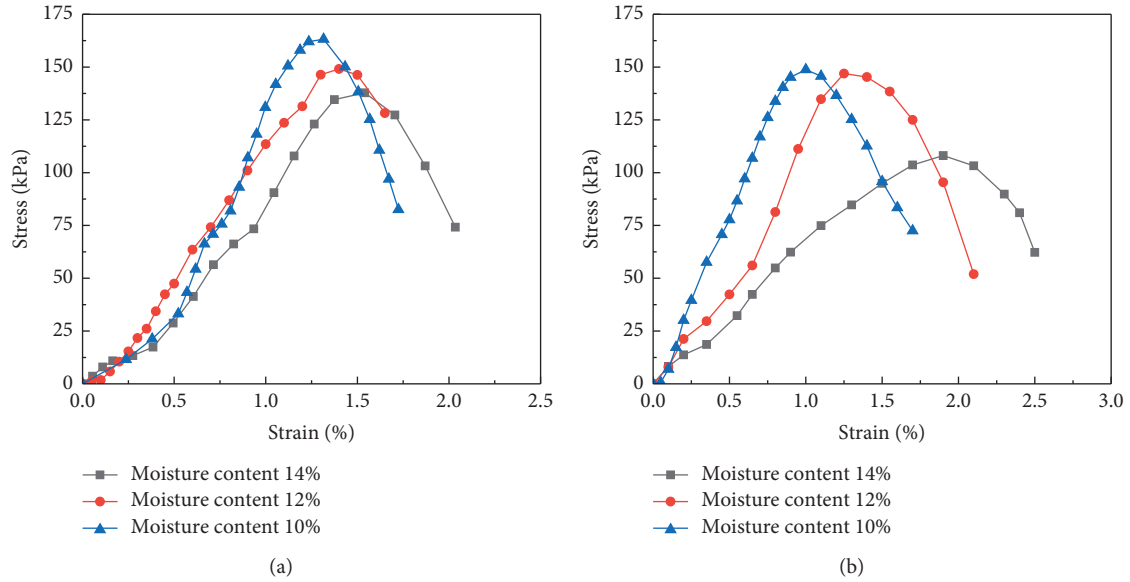 175
150
125
100
75
50
25
0
Stress (kPa)
0.0 0.5 1.0 1.5 2.0 2.5
Strain (%)
Moisture content 14%
Moisture content 12%
Moisture content 10%
(a)
175
150
125
100
75
50
25
0
Stress (kPa)
0.0 0.5 1.0 1.5 2.0 2.5 3.0
Strain (%)
Moisture content 14%
Moisture content 12%
Moisture content 10%
(b)